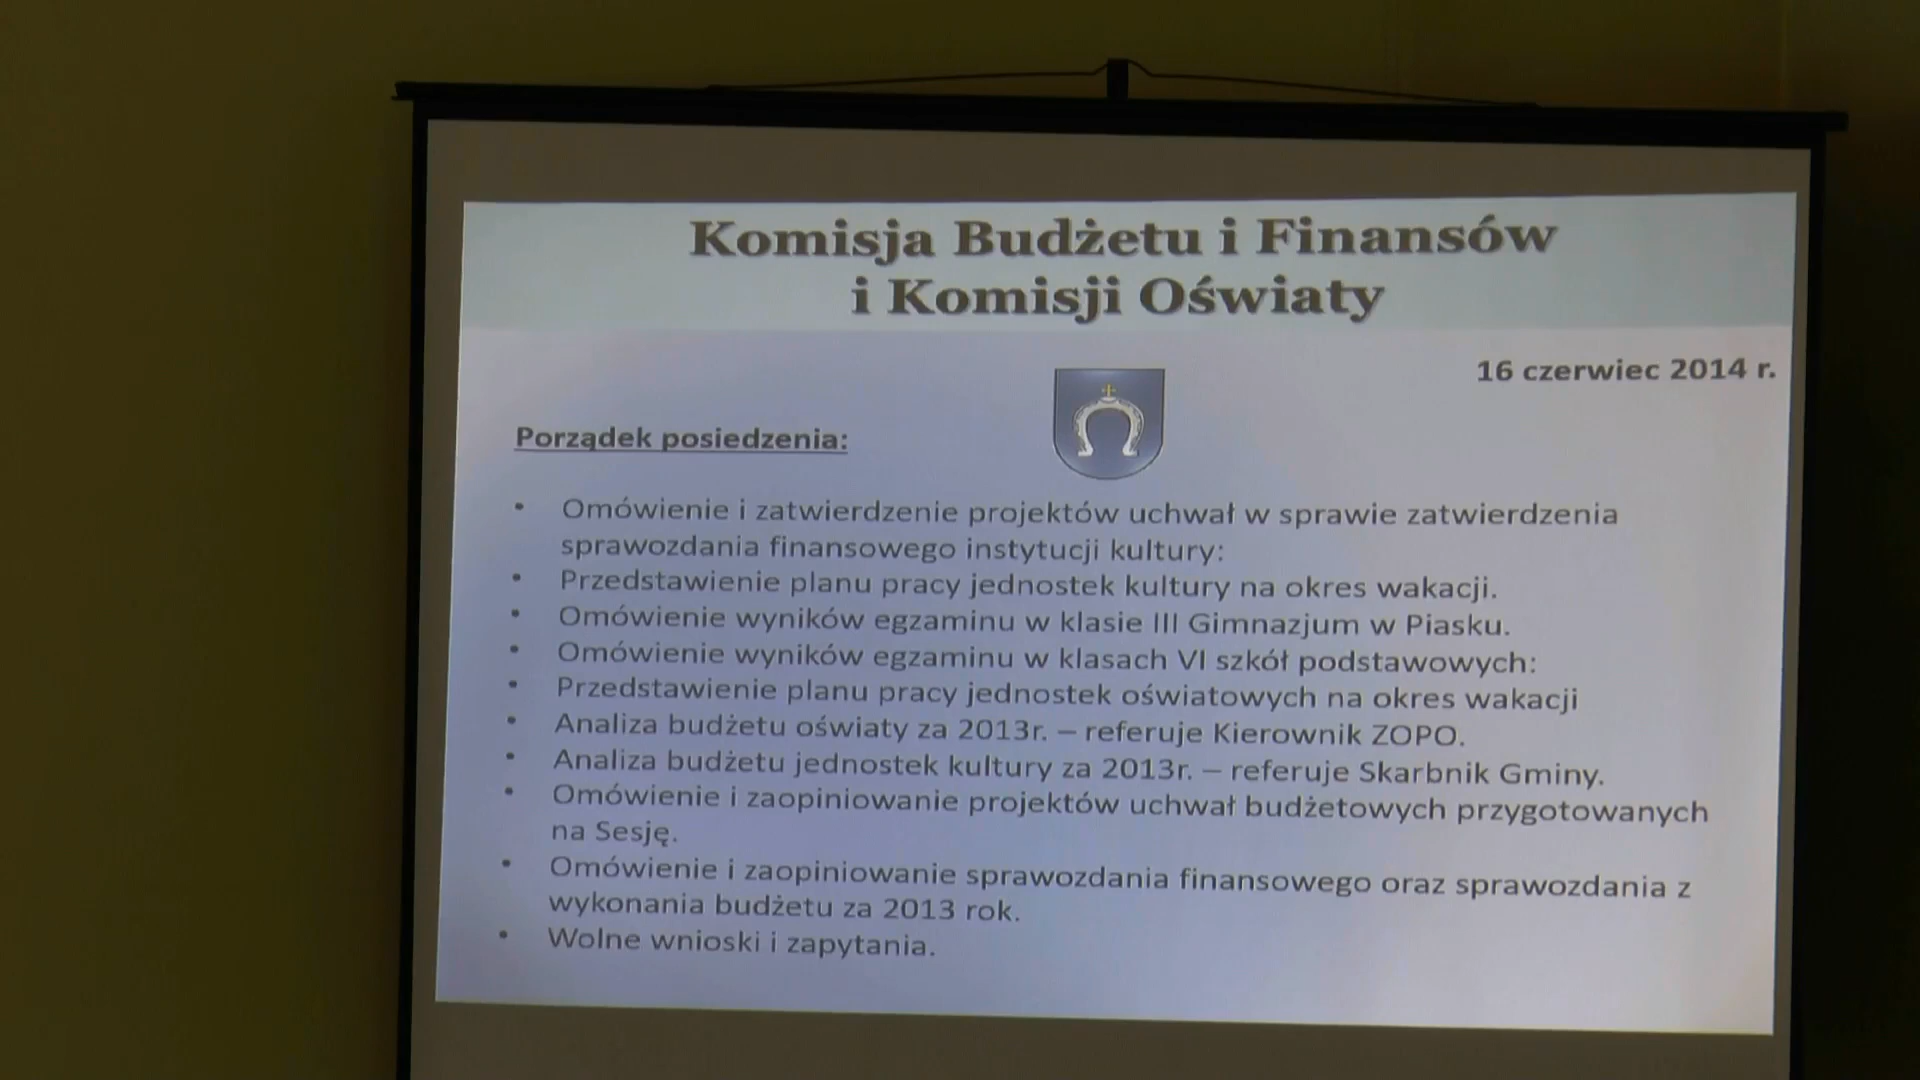 Komisja Budżetu i Finansów
i Komisji Oświaty
16 czerwiec 2014 r.
Porządek posiedzenia:
• Omówienie i zatwierdzenie projektów uchwał w sprawie zatwierdzenia
sprawozdania finansowego instytucji kultury:
• Przedstawienie planu pracy jednostek kultury na okres wakacji.
• Omówienie wyników egzaminu w klasie III Gimnazjum w Piasku.
• Omówienie wyników egzaminu w klasach VI szkół podstawowych:
• Przedstawienie planu pracy jednostek oświatowych na okres wakacji
• Analiza budżetu oświaty za 2013r. – referuje Kierownik ZOPO.
• Analiza budżetu jednostek kultury za 2013r. – referuje Skarbnik Gminy.
• Omówienie i zaopiniowanie projektów uchwał budżetowych przygotowanych
na Sesję.
• Omówienie i zaopiniowanie sprawozdania finansowego oraz sprawozdania z
wykonania budżetu za 2013 rok.
• Wolne wnioski i zapytania.